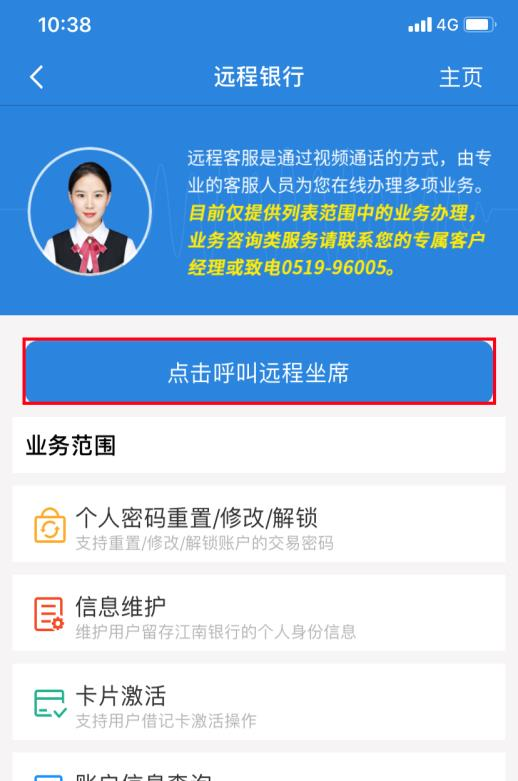 10:38
4G
远程银行
主页
远程客服是通过视频通话的方式，由专
业的客服人员为您在线办理多项业务。
目前仅提供列表范围中的业务办理，
业务咨询类服务请联系您的专属客户
经理或致电0519-96005。
点击呼叫远程坐席
业务范围
个人密码重置/修改/解锁
支持重置/修改/解锁账户的交易密码
信息维护
维护用户留存江南银行的个人身份信息
卡片激活
支持用户借记卡激活操作
账户信息查询